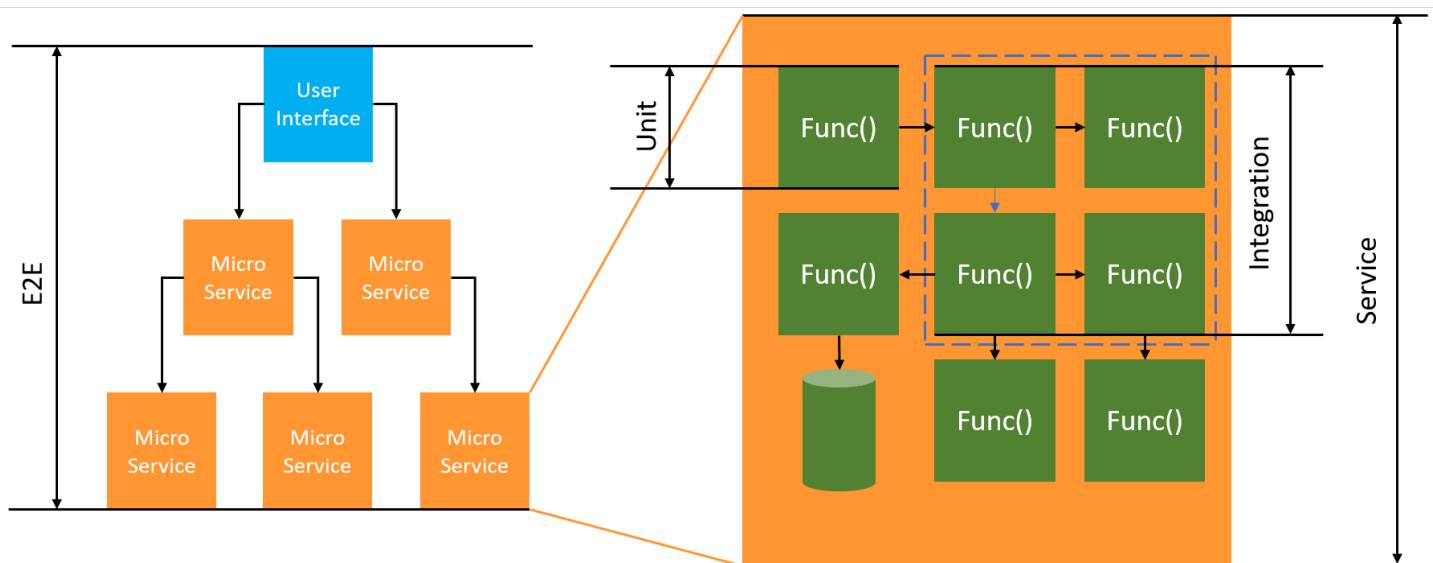 E2E
User
Interface
Micro
Service
Micro
Service
Micro
Service
Micro
Service
Micro
Service
Unit
Func()
Func()
Func()
Func()
Func()
Func()
Func()
Func()
Integration
Service